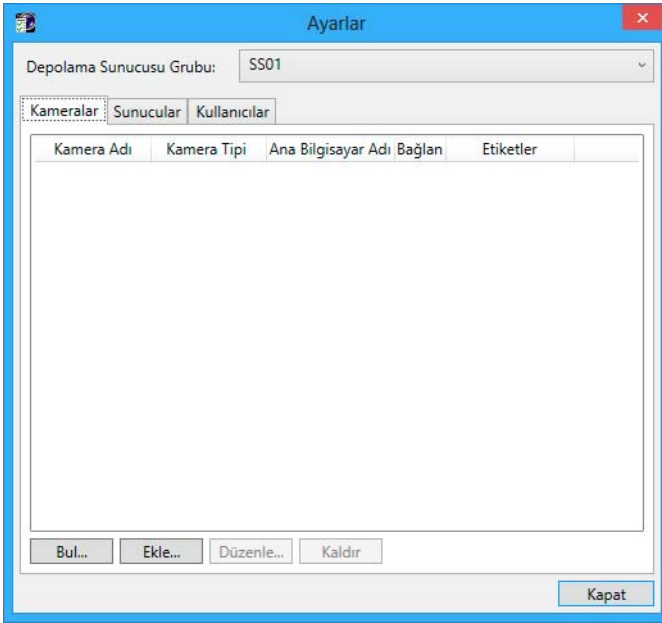 Ayarlar
Depolama Sunucusu Grubu: SS01
Kameralar Sunucular Kullanıcılar
Kamera Adı Kamera Tipi Ana Bilgisayar Adı Bağlan Etiketler
Bul... Ekle... Düzenle... Kaldır
Kapat